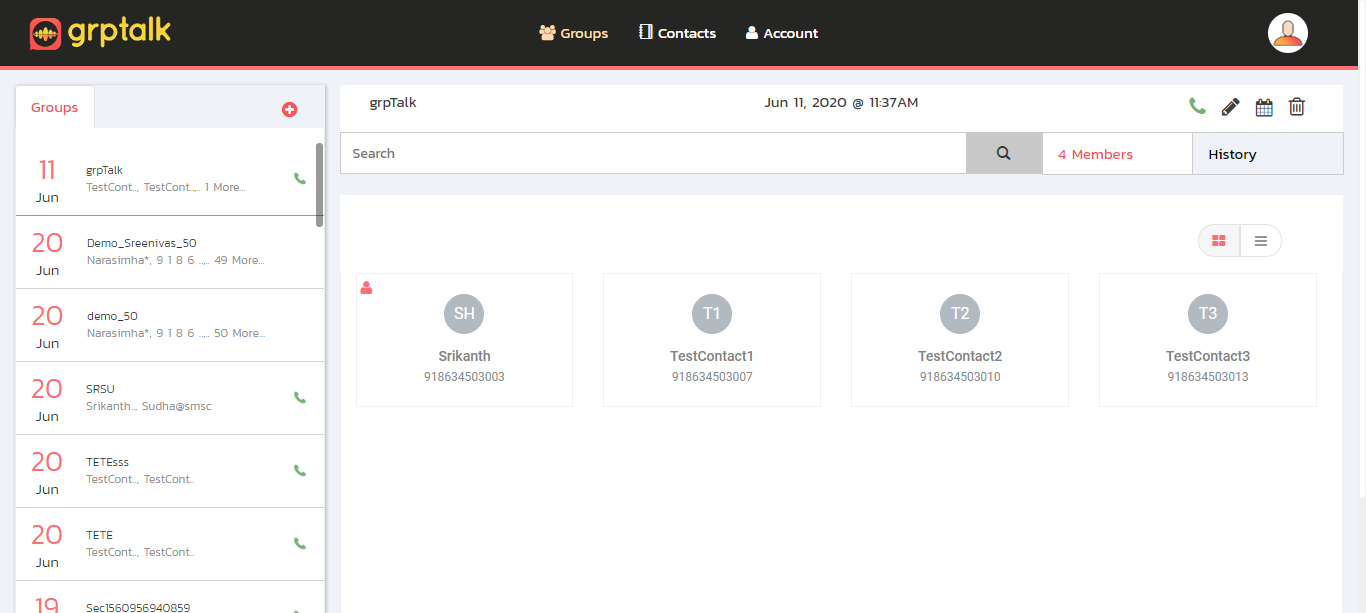 grptalk
Groups
Contacts
Account
Groups
11
Jun
grpTalk
TestCont.., TestCont..,.. 1 More...
20
Jun
Demo_Sreenivas_50
Narasimha*, 9 1 8 6 ..,.. 49 More...
20
Jun
demo_50
Narasimha*, 9 1 8 6 ..,.. 50 More...
20
Jun
SRSU
Srikanth.., Sudha@smsc
20
Jun
TETEsss
TestCont.., TestCont..
20
Jun
TETE
TestCont.., TestCont..
19
Sec1560956940859
grpTalk
Jun 11, 2020 @ 11:37AM
Search
4 Members
History
SH
Srikanth
918634503003
T1
TestContact1
918634503007
T2
TestContact2
918634503010
T3
TestContact3
918634503013